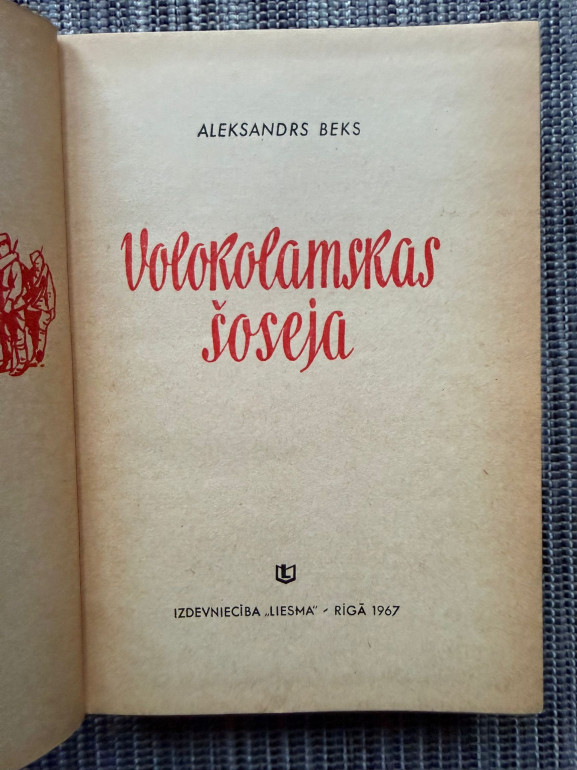 ALEKSANDRS BEKS
Volokolamskas
šoseja
L
IZDEVNIECĪBA „LIESMA" - RĪGĀ 1967